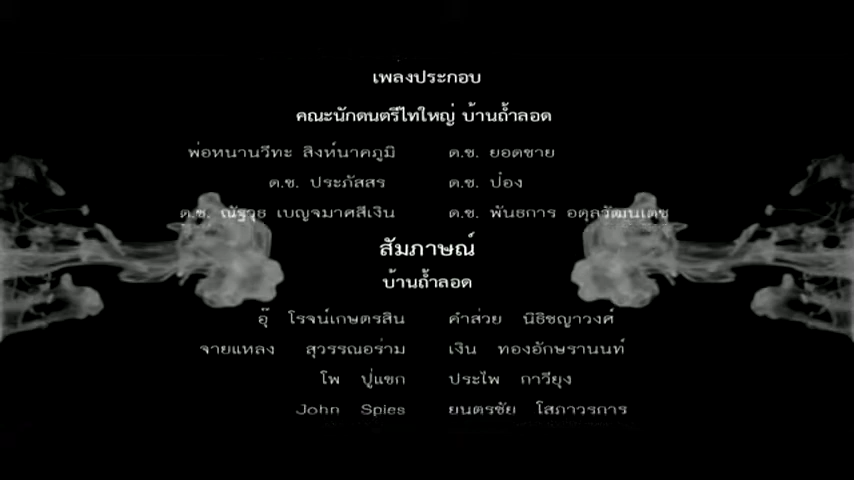 เพลงประกอบ
คณะนักดนตรีไทใหญ่ บ้านถ้ำลอด
พ่อหนานวีทะ สิงห์นาคภูมิ ด.ช. ยอดชาย
ด.ช. ประภัสสร ด.ช. ป๋อง
ด.ช. ณัฐวุธ เบญจมาศสีเงิน ด.ช. พันธการ อดุลวัฒนเดช
สัมภาษณ์
บ้านถ้ำลอด
อุ๊ โรจน์เกษตรสิน คำส่วย นิธิชญาวงศ์
จายแหลง สุวรรณอร่าม เงิน ทองอักษรานนท์
โพ ปู่แขก ประไพ กาวียุง
John Spies ยนตรชัย โสภาวรการ